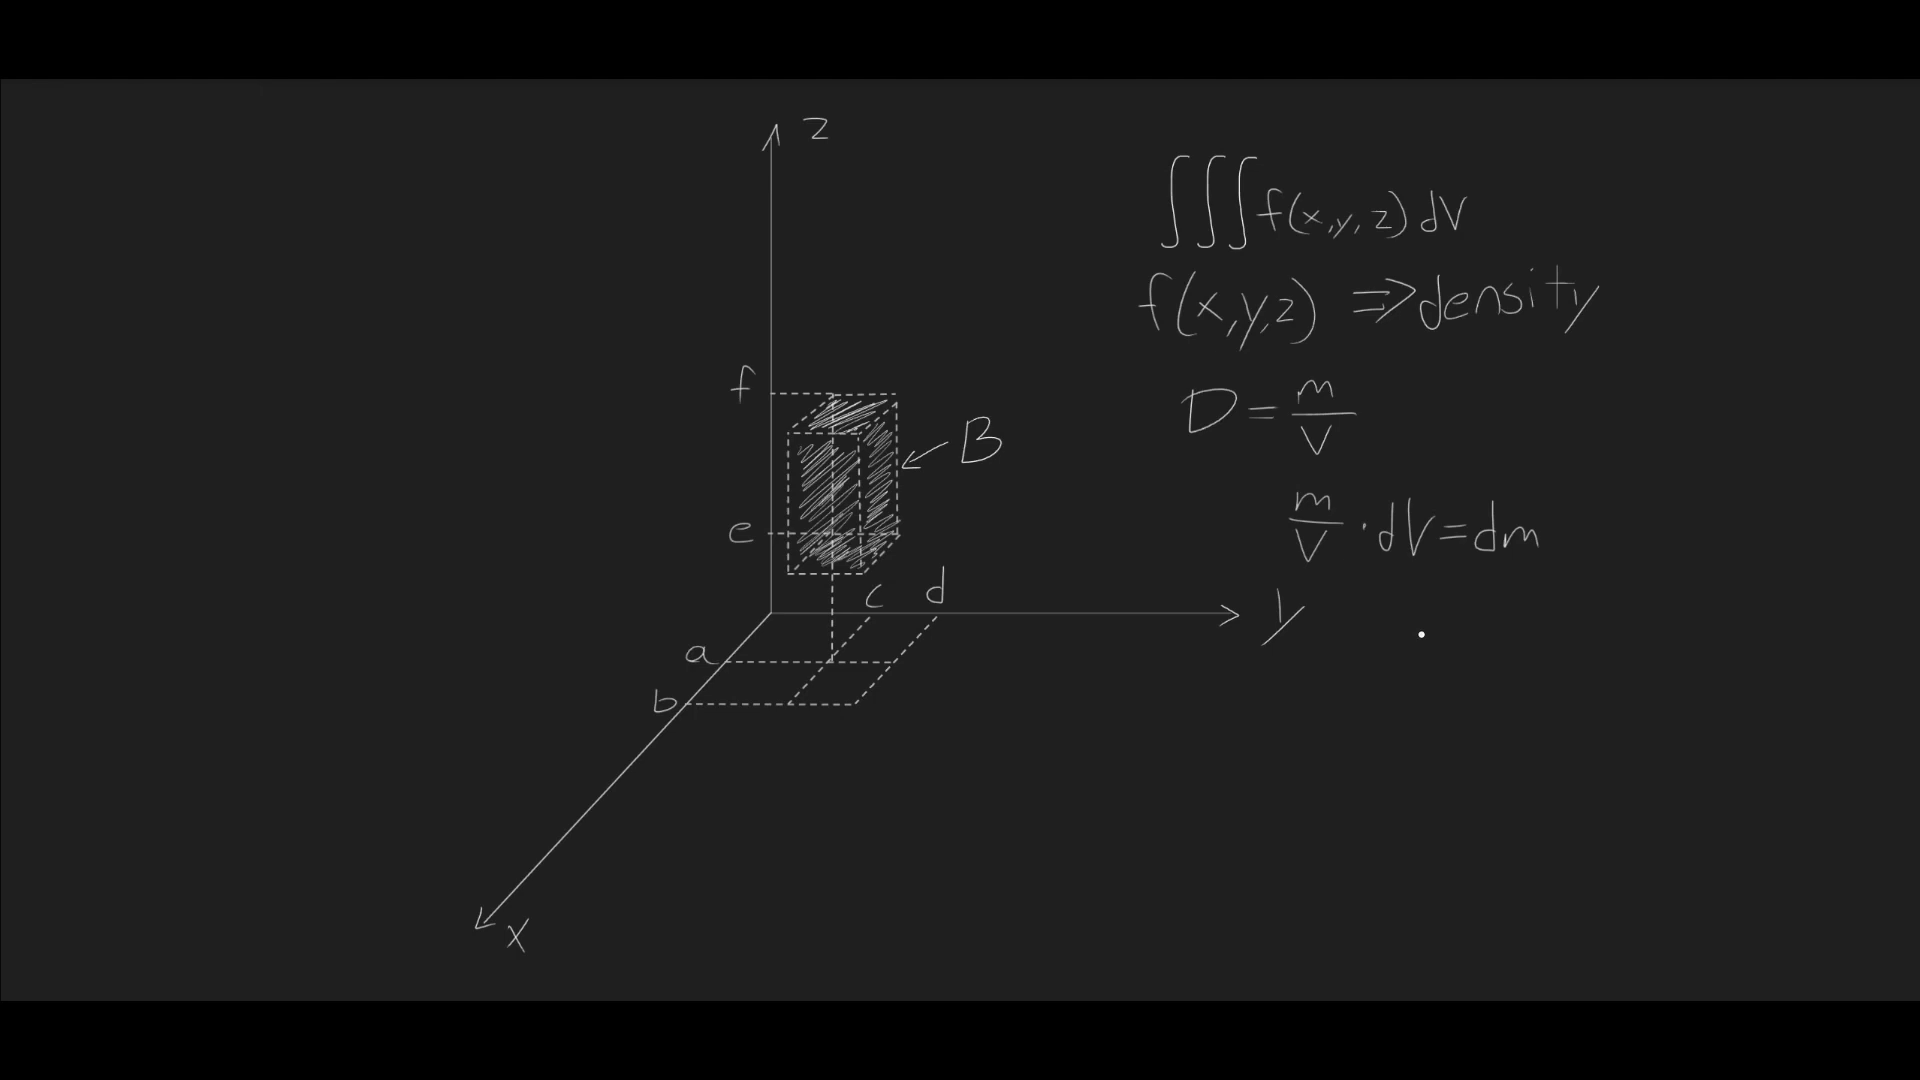 z
∫∫∫ f(x,y,z) dV
f(x,y,z) ⇒ density
f
D = m/V
B
m/V · dV = dm
e
c d
y
a
b
x